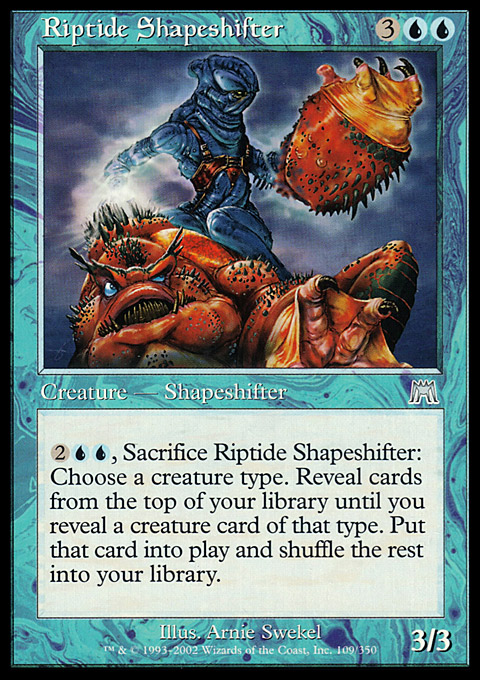 Riptide Shapeshifter 3
Creature — Shapeshifter
2, Sacrifice Riptide Shapeshifter:
Choose a creature type. Reveal cards
from the top of your library until you
reveal a creature card of that type. Put
that card into play and shuffle the rest
into your library.
Illus. Arnie Swekel
3/3
™ & © 1993–2002 Wizards of the Coast, Inc. 109/350